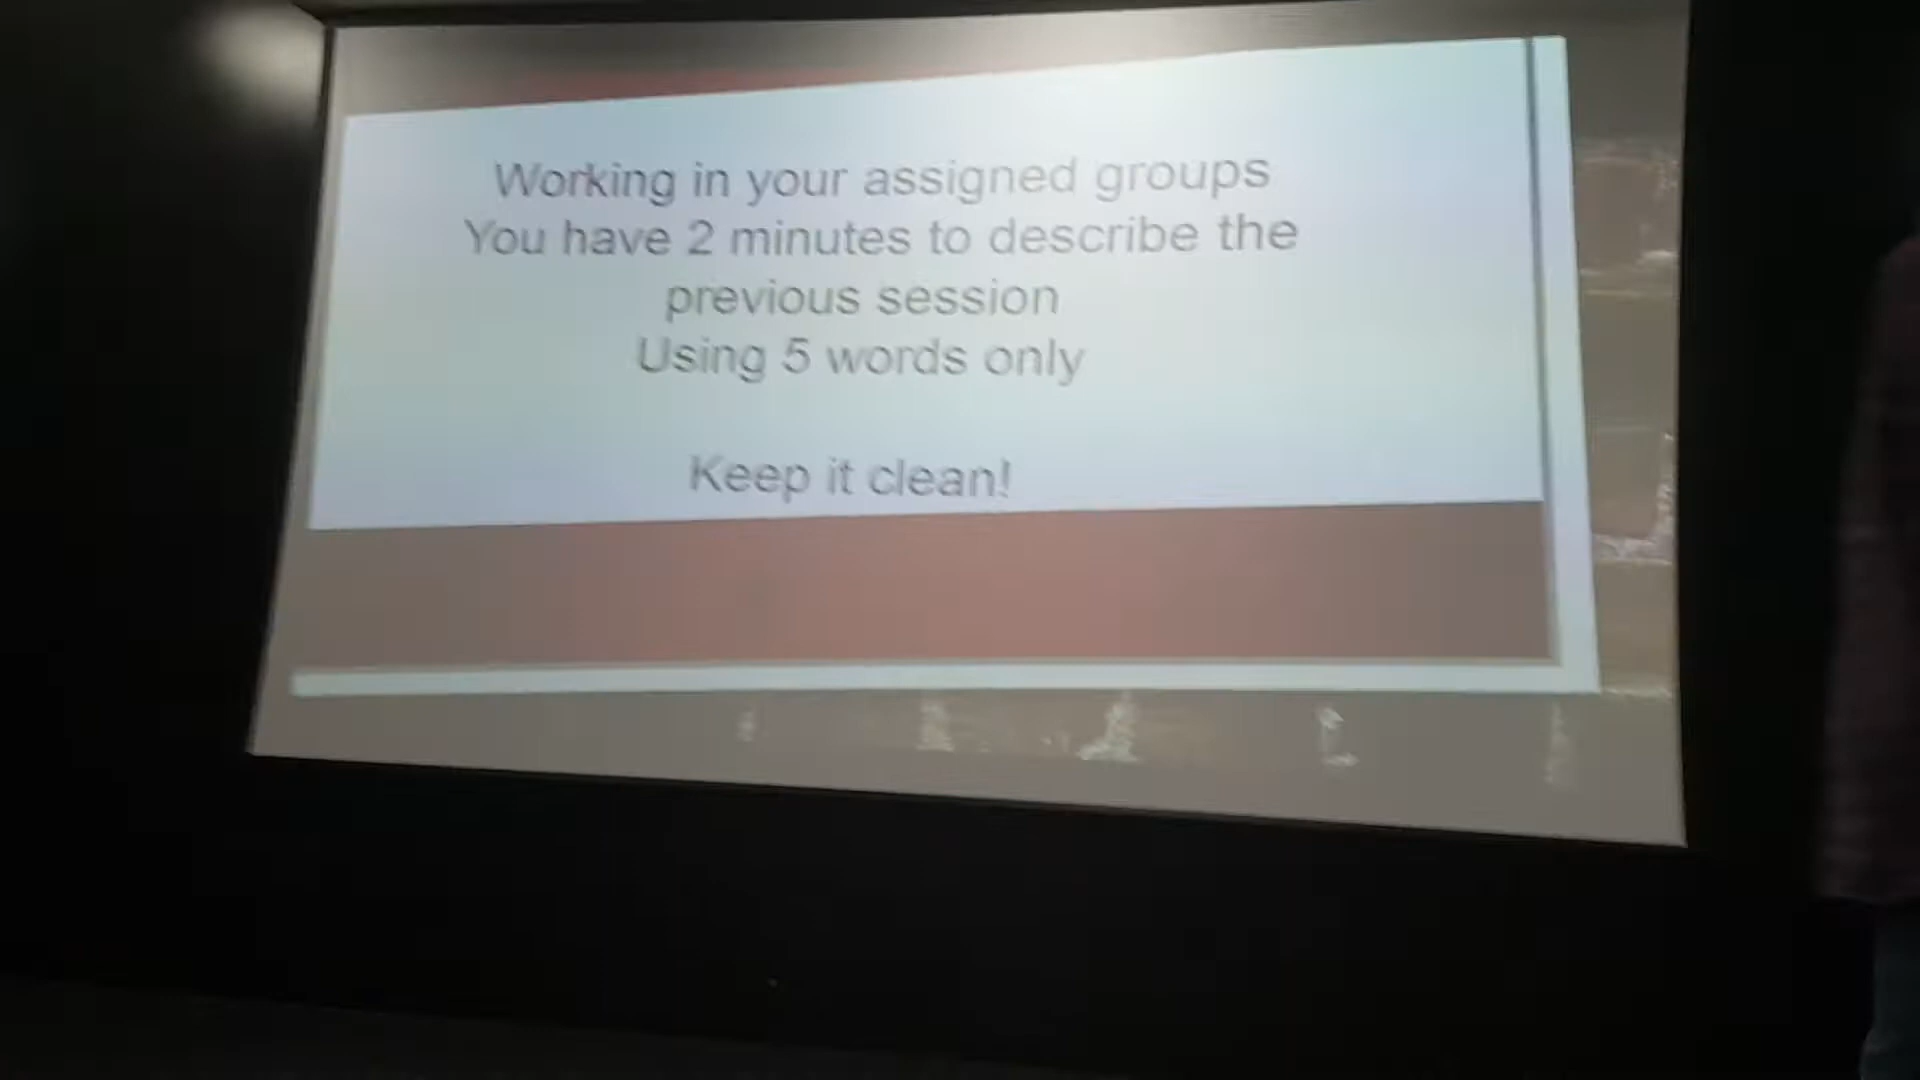 Working in your assigned groups
You have 2 minutes to describe the
previous session
Using 5 words only
Keep it clean!